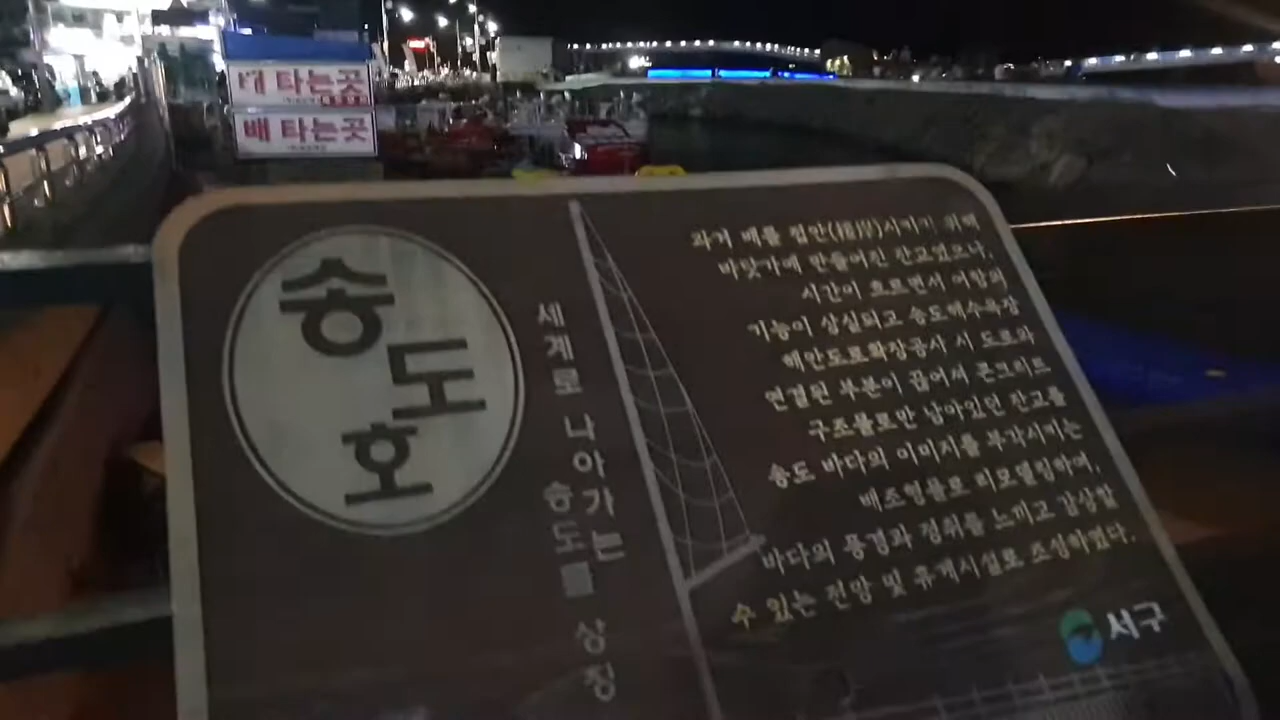 배 타는곳
배 타는곳
송도호
세계로 나아가는
송도를 상징
과거 배를 접안(接岸)시키기 위해
바닷가에 만들어진 잔교였으나,
시간이 흐르면서 어항의
기능이 상실되고 송도해수욕장
해안도로확장공사 시 도로와
연결된 부분이 끊어져 콘크리트
구조물로만 남아있던 잔교를
송도 바다의 이미지를 부각시키는
배조형물로 리모델링하여,
바다의 풍경과 정취를 느끼고 감상할
수 있는 전망 및 휴게시설로 조성하였다.
서구